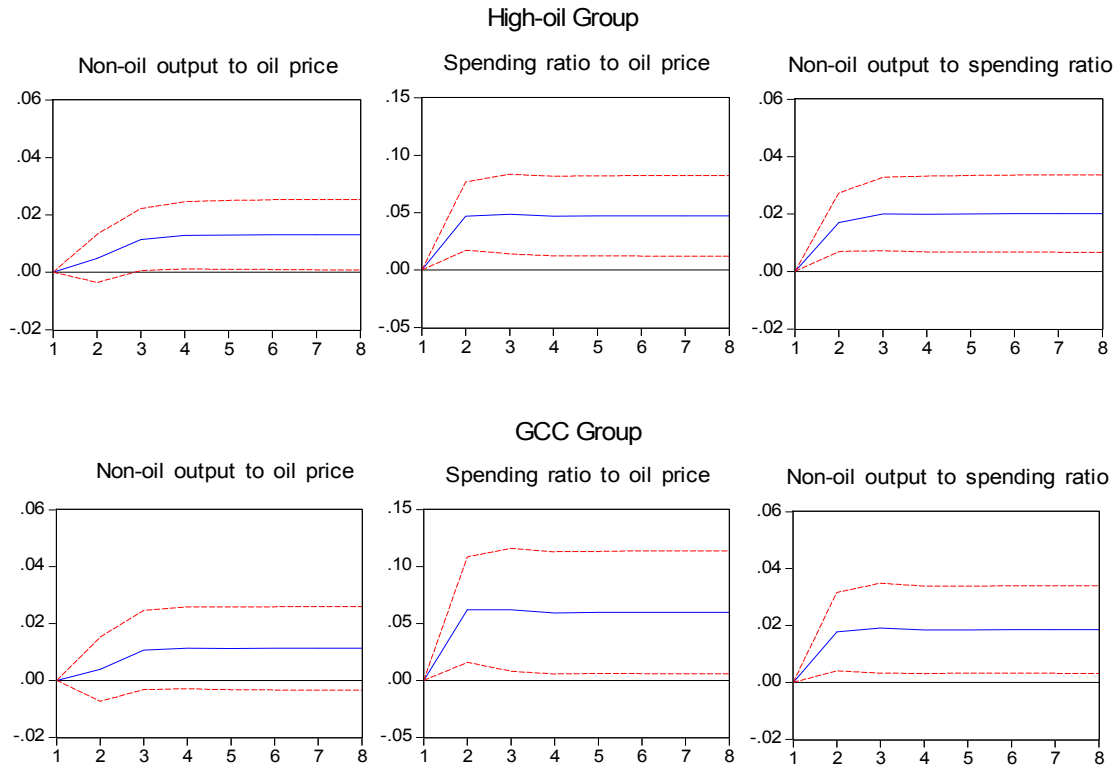 High-oil Group
Non-oil output to oil price
Spending ratio to oil price
Non-oil output to spending ratio
.06
.04
.02
.00
-.02
1 2 3 4 5 6 7 8
.15
.10
.05
.00
-.05
1 2 3 4 5 6 7 8
.06
.04
.02
.00
-.02
1 2 3 4 5 6 7 8
GCC Group
Non-oil output to oil price
Spending ratio to oil price
Non-oil output to spending ratio
.06
.04
.02
.00
-.02
1 2 3 4 5 6 7 8
.15
.10
.05
.00
-.05
1 2 3 4 5 6 7 8
.06
.04
.02
.00
-.02
1 2 3 4 5 6 7 8